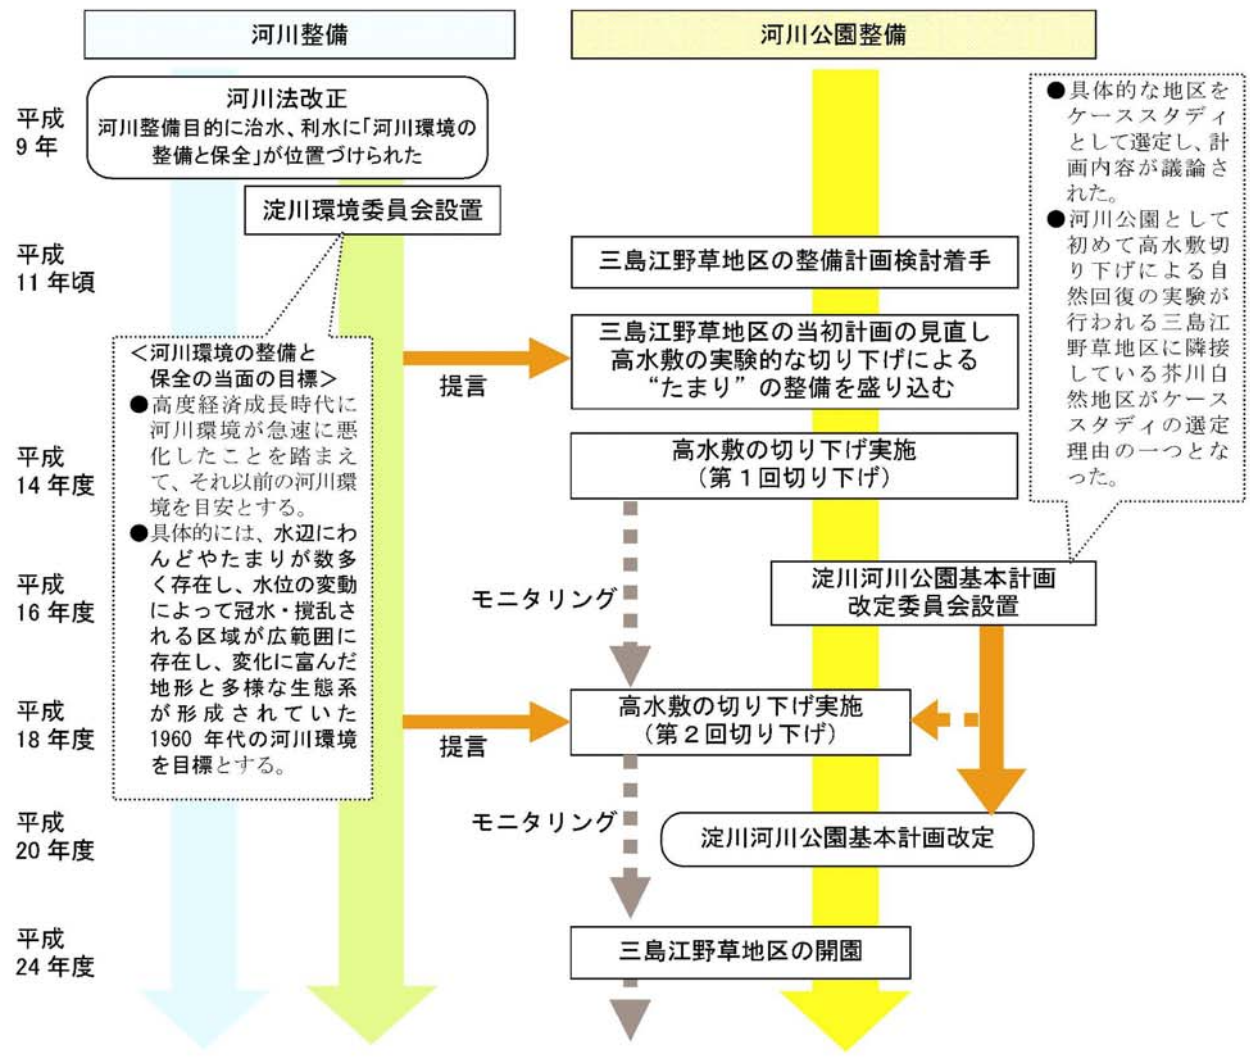 河川整備
河川公園整備
平成
9年
河川法改正
河川整備目的に治水、利水に「河川環境の
整備と保全」が位置づけられた
淀川環境委員会設置
●具体的な地区を
ケーススタディ
として選定し、計
画内容が議論さ
れた。
●河川公園として
初めて高水敷切
り下げによる自
然回復の実験が
行われる三島江
野草地区に隣接
している芥川自
然地区がケース
スタディの選定
理由の一つとな
った。
平成
11年頃
三島江野草地区の整備計画検討着手
三島江野草地区の当初計画の見直し
高水敷の実験的な切り下げによる
“たまり”の整備を盛り込む
提言
＜河川環境の整備と
保全の当面の目標＞
●高度経済成長時代に
河川環境が急速に悪
化したことを踏まえ
て、それ以前の河川環
境を目安とする。
●具体的には、水辺にわ
んどやたまりが数多
く存在し、水位の変動
によって冠水・撹乱さ
れる区域が広範囲に
存在し、変化に富んだ
地形と多様な生態系
が形成されていた
1960年代の河川環境
を目標とする。
平成
14年度
高水敷の切り下げ実施
（第１回切り下げ）
平成
16年度
モニタリング
淀川河川公園基本計画
改定委員会設置
平成
18年度
提言
高水敷の切り下げ実施
（第２回切り下げ）
平成
20年度
モニタリング
淀川河川公園基本計画改定
平成
24年度
三島江野草地区の開園